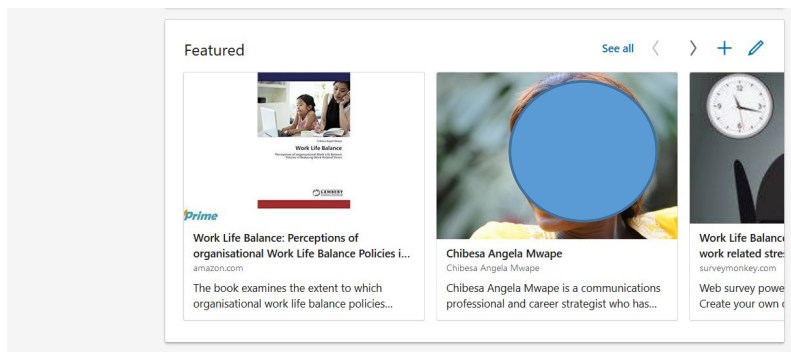 Featured
See all
Work Life Balance
LAMBERT
Prime
Work Life Balance: Perceptions of
organisational Work Life Balance Policies i...
amazon.com
The book examines the extent to which
organisational work life balance policies...
Chibesa Angela Mwape
Chibesa Angela Mwape
Chibesa Angela Mwape is a communications
professional and career strategist who has...
Work Life Balance
work related stre
surveymonkey.com
Web survey powe
Create your own